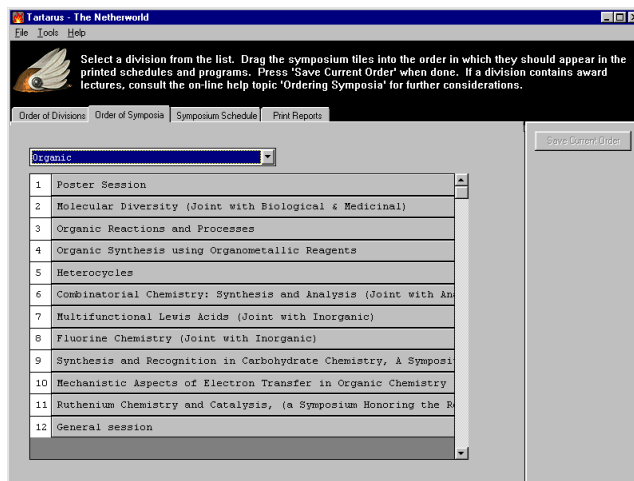 Tartarus - The Netherworld
File Tools Help
Select a division from the list. Drag the symposium tiles into the order in which they should appear in the
printed schedules and programs. Press 'Save Current Order' when done. If a division contains award
lectures, consult the on-line help topic 'Ordering Symposia' for further considerations.
Order of Divisions Order of Symposia Symposium Schedule Print Reports
Save Current Order
Organic
1 Poster Session
2 Molecular Diversity (Joint with Biological & Medicinal)
3 Organic Reactions and Processes
4 Organic Synthesis using Organometallic Reagents
5 Heterocycles
6 Combinatorial Chemistry: Synthesis and Analysis (Joint with Ana
7 Multifunctional Lewis Acids (Joint with Inorganic)
8 Fluorine Chemistry (Joint with Inorganic)
9 Synthesis and Recognition in Carbohydrate Chemistry, A Symposi
10 Mechanistic Aspects of Electron Transfer in Organic Chemistry
11 Ruthenium Chemistry and Catalysis, (a Symposium Honoring the R
12 General session